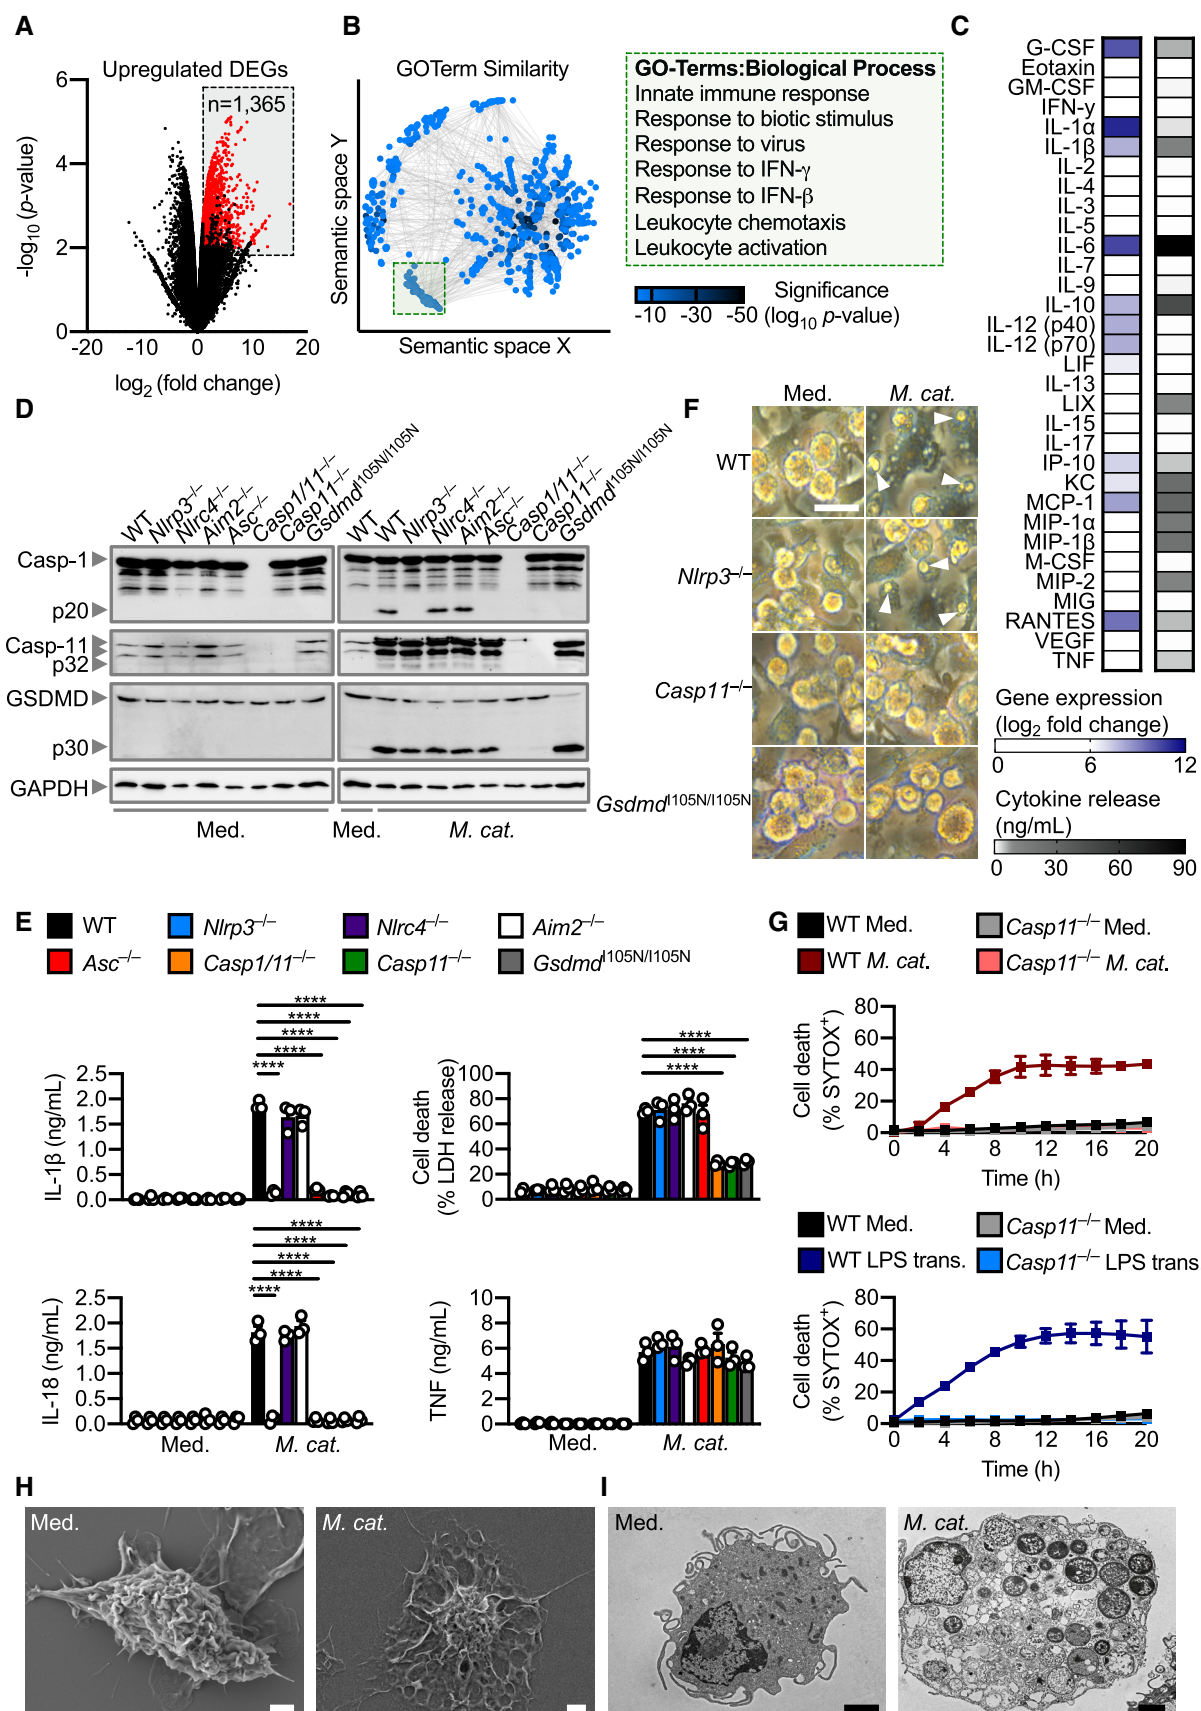 A
Upregulated DEGs
n=1,365
6
4
2
0
-log10 (p-value)
-20
-10
0
10
20
log2 (fold change)
B
GOTerm Similarity
Semantic space Y
Semantic space X
GO-Terms:Biological Process
Innate immune response
Response to biotic stimulus
Response to virus
Response to IFN-γ
Response to IFN-β
Leukocyte chemotaxis
Leukocyte activation
-10 -30 -50
Significance
(log10 p-value)
C
G-CSF
Eotaxin
GM-CSF
IFN-y
IL-1α
IL-1β
IL-2
IL-4
IL-3
IL-5
IL-6
IL-7
IL-9
IL-10
IL-12 (p40)
IL-12 (p70)
LIF
IL-13
LIX
IL-15
IL-17
IP-10
KC
MCP-1
MIP-1α
MIP-1β
M-CSF
MIP-2
MIG
RANTES
VEGF
TNF
Gene expression
(log2 fold change)
0 6 12
Cytokine release
(ng/mL)
0 30 60 90
D
WT Nlrp3–/– Nlrc4–/– Aim2–/– Asc–/– Casp1/11–/– Casp11–/– GsdmdI105N/I105N
WT WT Nlrp3–/– Nlrc4–/– Aim2–/– Asc–/– Casp1/11–/– Casp11–/– GsdmdI105N/I105N
Casp-1
p20
Casp-11
p32
GSDMD
p30
GAPDH
Med. Med. M. cat.
F
Med. M. cat.
WT
Nlrp3–/–
Casp11–/–
GsdmdI105N/I105N
E
WT Nlrp3–/– Nlrc4–/– Aim2–/–
Asc–/– Casp1/11–/– Casp11–/– GsdmdI105N/I105N
****
****
****
****
****
2.5
2.0
1.5
1.0
0.5
0.0
IL-1β (ng/mL)
****
****
****
100
80
60
40
20
0
Cell death
(% LDH release)
****
****
****
****
****
2.5
2.0
1.5
1.0
0.5
0.0
IL-18 (ng/mL)
Med. M. cat.
10
8
6
4
2
0
TNF (ng/mL)
Med. M. cat.
G
WT Med. Casp11–/– Med.
WT M. cat. Casp11–/– M. cat.
80
60
40
20
0
Cell death
(% SYTOX+)
0 4 8 12 16 20
Time (h)
WT Med. Casp11–/– Med.
WT LPS trans. Casp11–/– LPS trans
80
60
40
20
0
Cell death
(% SYTOX+)
0 4 8 12 16 20
Time (h)
H
Med.
M. cat.
I
Med.
M. cat.